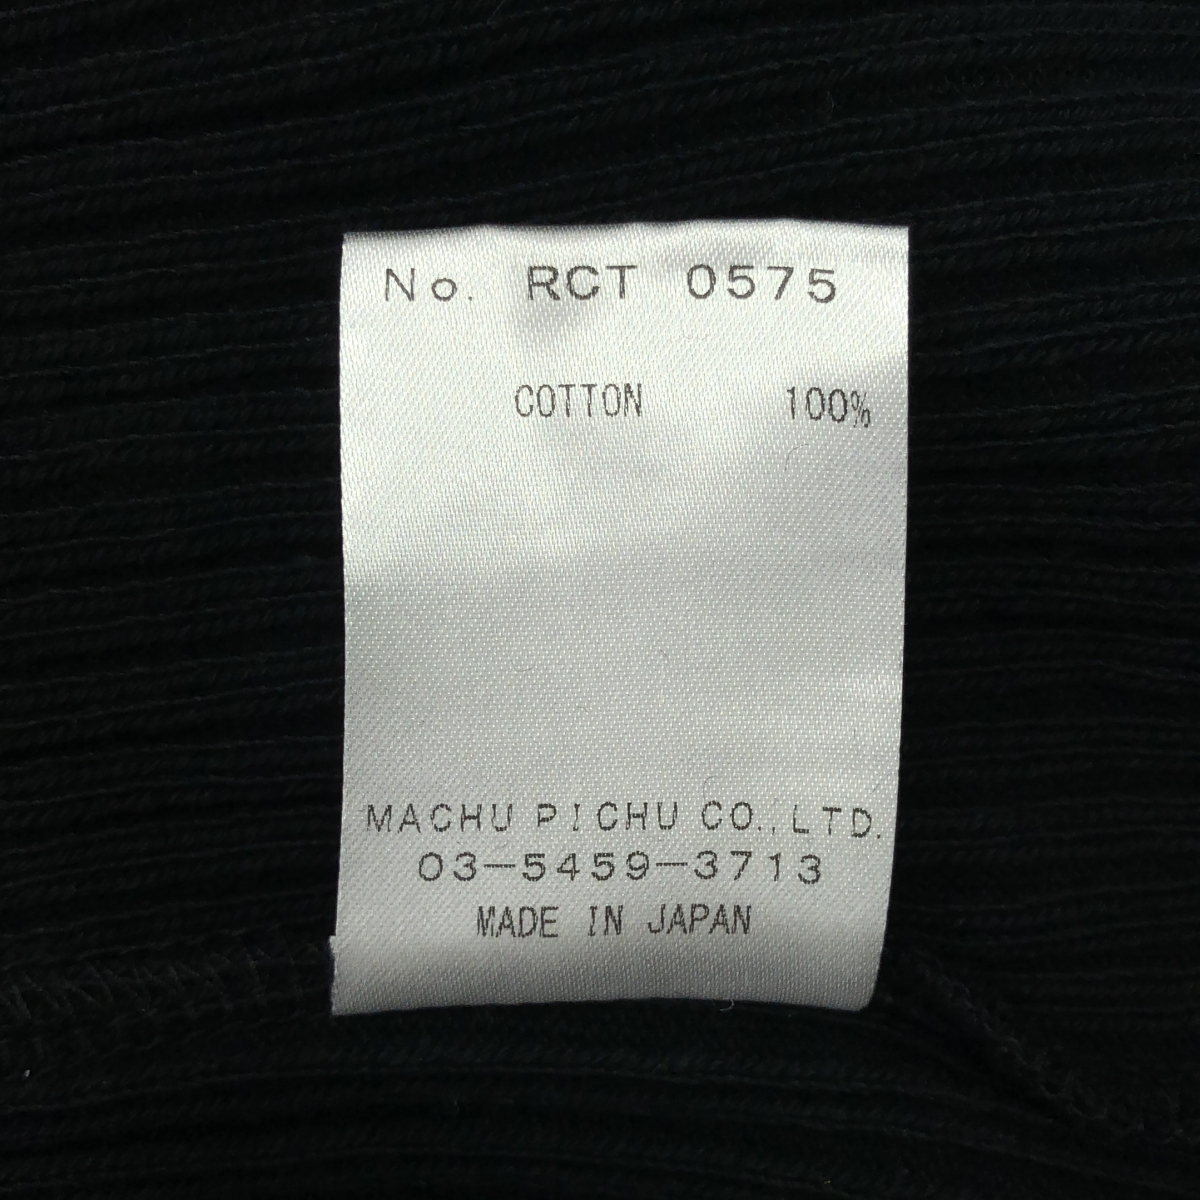 No. RCT 0575
COTTON 100%
MACHU PICHU CO.,LTD.
03-5459-3713
MADE IN JAPAN